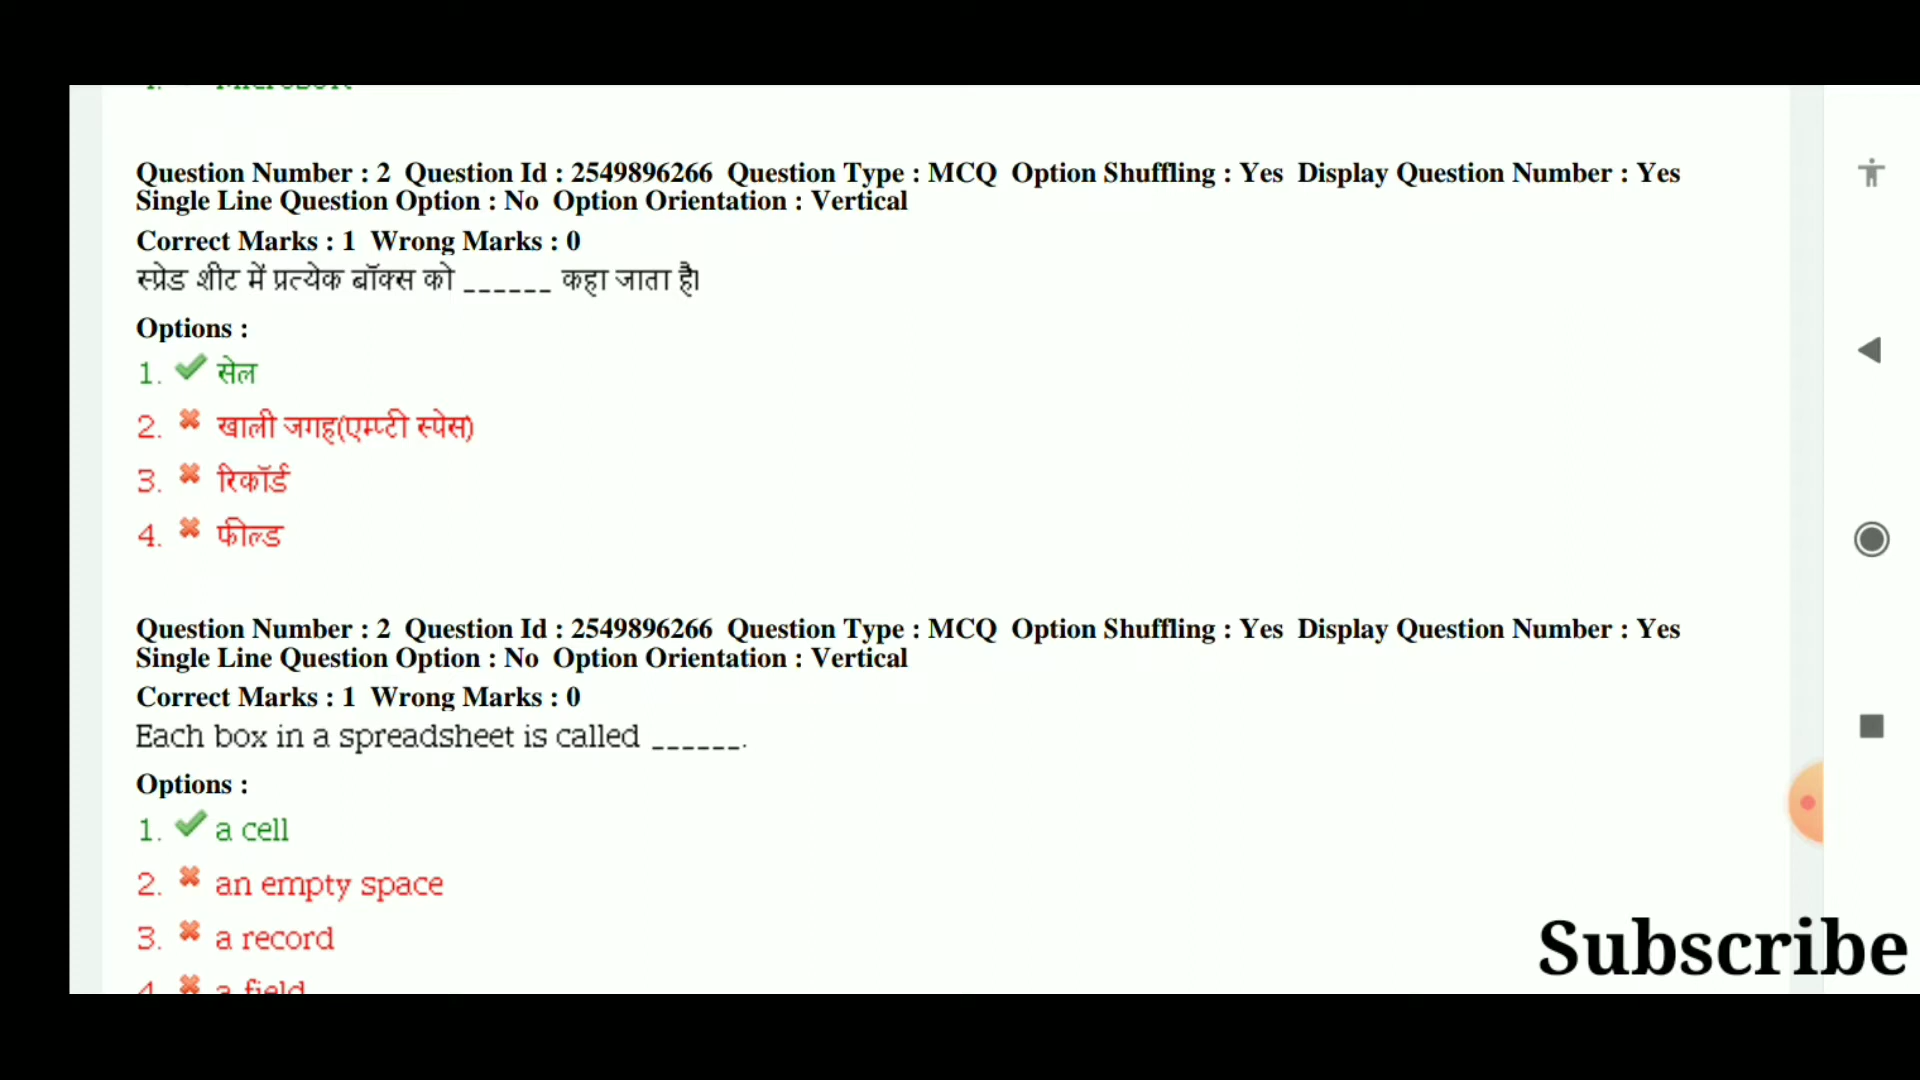 Question Number : 2 Question Id : 2549896266 Question Type : MCQ Option Shuffling : Yes Display Question Number : Yes
Single Line Question Option : No Option Orientation : Vertical
Correct Marks : 1 Wrong Marks : 0
स्प्रेड शीट में प्रत्येक बॉक्स को ______ कहा जाता है।
Options :
1. सेल
2. खाली जगह(एम्प्टी स्पेस)
3. रिकॉर्ड
4. फील्ड
Question Number : 2 Question Id : 2549896266 Question Type : MCQ Option Shuffling : Yes Display Question Number : Yes
Single Line Question Option : No Option Orientation : Vertical
Correct Marks : 1 Wrong Marks : 0
Each box in a spreadsheet is called ______.
Options :
1. a cell
2. an empty space
3. a record
4. a field
Subscribe